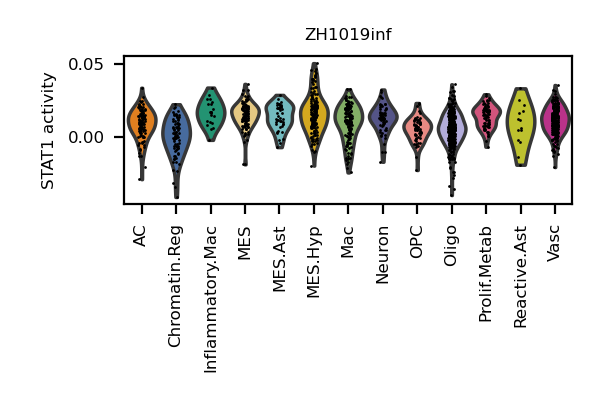 ZH1019inf
STAT1 activity
0.05
0.00
AC
Chromatin.Reg
Inflammatory.Mac
MES
MES.Ast
MES.Hyp
Mac
Neuron
OPC
Oligo
Prolif.Metab
Reactive.Ast
Vasc